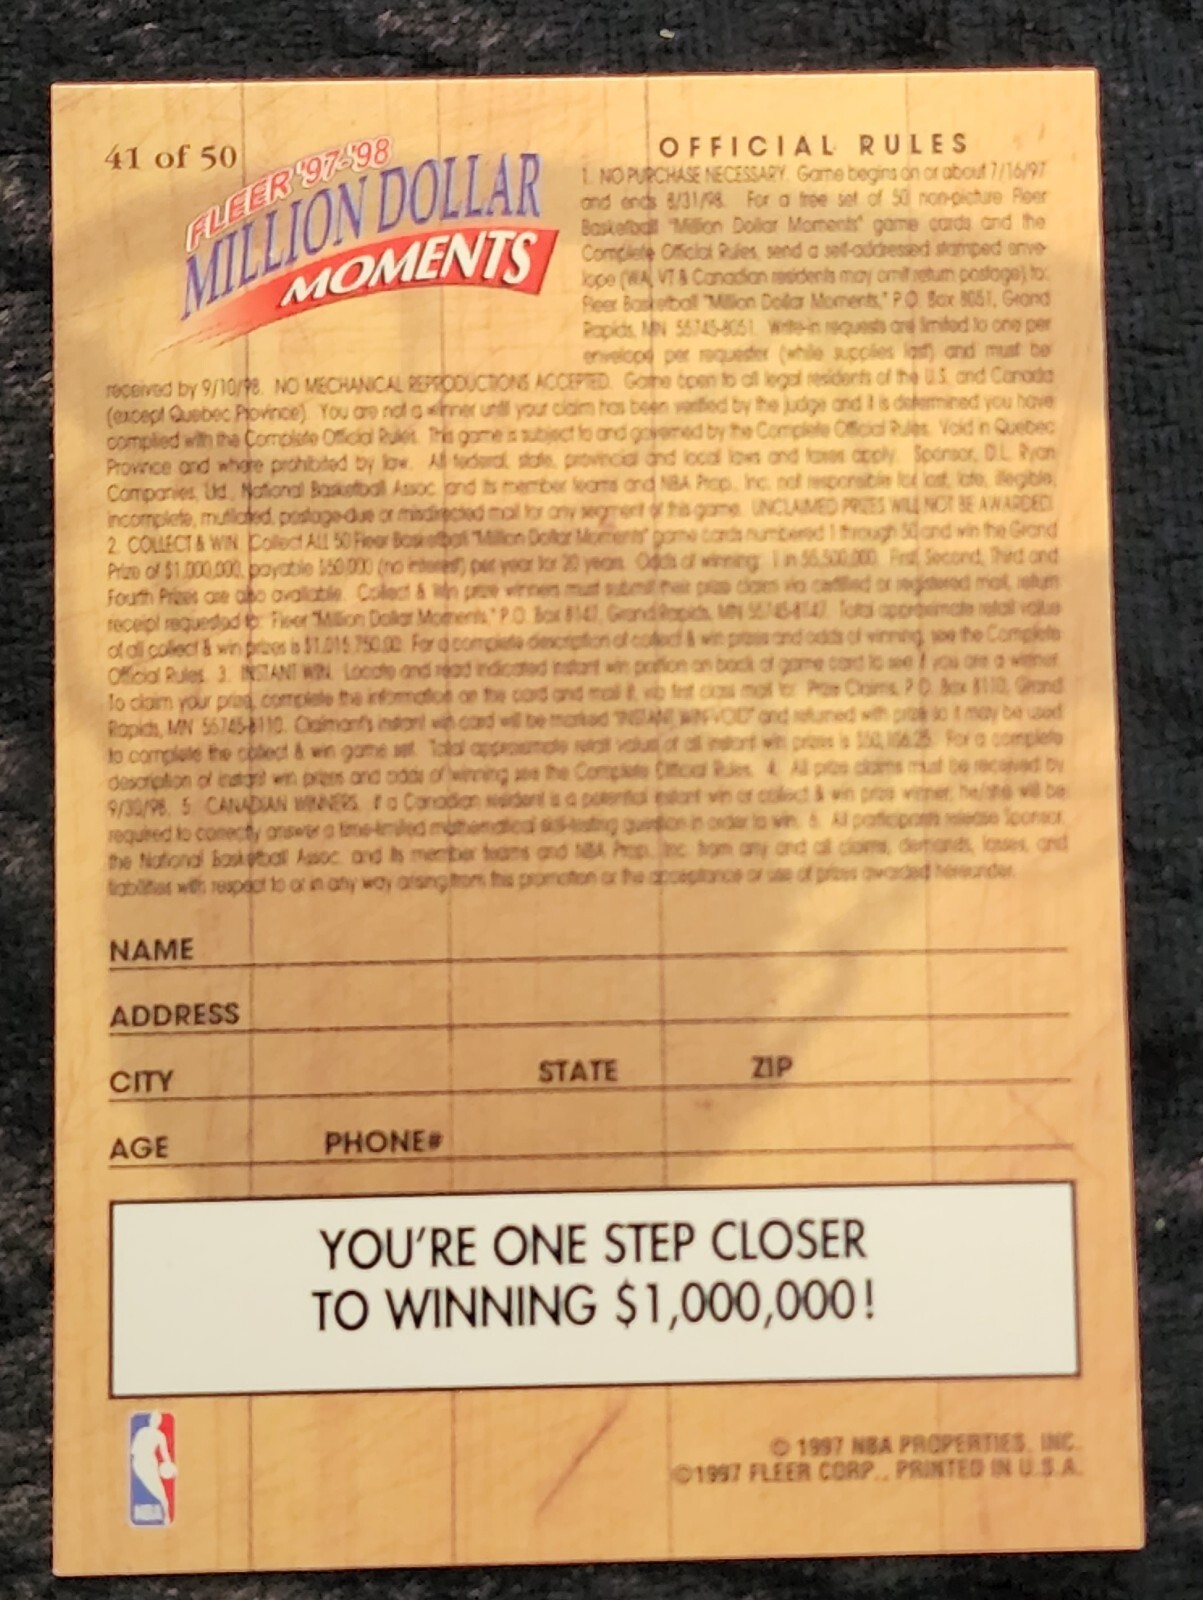 41 of 50
FLEER '97-'98
MILLION DOLLAR
MOMENTS
OFFICIAL RULES
1. NO PURCHASE NECESSARY. Game begins on or about 7/16/97
and ends 8/31/98. For a free set of 50 non-picture Fleer
Basketball "Million Dollar Moments" game cards and the
Complete Official Rules, send a self-addressed stamped enve-
lope (WA, VT & Canadian residents may omit return postage) to:
Fleer Basketball "Million Dollar Moments," P.O. Box 8051, Grand
Rapids, MN 55745-8051. Write-in requests are limited to one per
envelope per requester (while supplies last) and must be
received by 9/10/98. NO MECHANICAL REPRODUCTIONS ACCEPTED. Game open to all legal residents of the U.S. and Canada
(except Quebec Province). You are not a winner until your claim has been verified by the judge and it is determined you have
complied with the Complete Official Rules. This game is subject to and governed by the Complete Official Rules. Void in Quebec
Province and where prohibited by law. All federal, state, provincial and local laws and taxes apply. Sponsor, D.L. Ryan
Companies, Ltd., National Basketball Assoc. and its member teams and NBA Prop., Inc. not responsible for lost, late, illegible,
incomplete, mutilated, postage-due or misdirected mail for any segment of this game. UNCLAIMED PRIZES WILL NOT BE AWARDED.
2. COLLECT & WIN. Collect ALL 50 Fleer Basketball "Million Dollar Moments" game cards numbered 1 through 50 and win the Grand
Prize of $1,000,000, payable $50,000 (no interest) per year for 20 years. Odds of winning: 1 in 55,500,000. First, Second, Third and
Fourth Prizes are also available. Collect & Win prize winners must submit their prize claims via certified or registered mail, return
receipt requested to: Fleer "Million Dollar Moments," P.O. Box 8147, Grand Rapids, MN 55745-8147. Total approximate retail value
of all collect & win prizes is $1,015,750.00. For a complete description of collect & win prizes and odds of winning, see the Complete
Official Rules. 3. INSTANT WIN. Locate and read indicated instant win portion on back of game card to see if you are a winner.
To claim your prize, complete the information on the card and mail it, via first class mail to: Prize Claims, P.O. Box 8110, Grand
Rapids, MN 55745-8110. Claimant's instant win card will be marked "INSTANT WIN-VOID" and returned with prize so it may be used
to complete the collect & win game set. Total approximate retail value of all instant win prizes is For a complete
description of instant win prizes and odds of winning see the Complete Official Rules. 4. All prize claims must be received by
9/30/98. 5. CANADIAN WINNERS. If a Canadian resident is a potential instant win or collect & win prize winner, he/she will be
required to correctly answer a time-limited mathematical skill-testing question in order to win. 6. All participants release Sponsor,
the National Basketball Assoc. and its member teams and NBA Prop., Inc. from any and all claims, demands, losses, and
liabilities with respect to or in any way arising from this promotion or the acceptance or use of prizes awarded hereunder.
NAME
ADDRESS
CITY STATE ZIP
AGE PHONE#
YOU'RE ONE STEP CLOSER
TO WINNING $1,000,000!
NBA
© 1997 NBA PROPERTIES, INC.
©1997 FLEER CORP., PRINTED IN U.S.A.